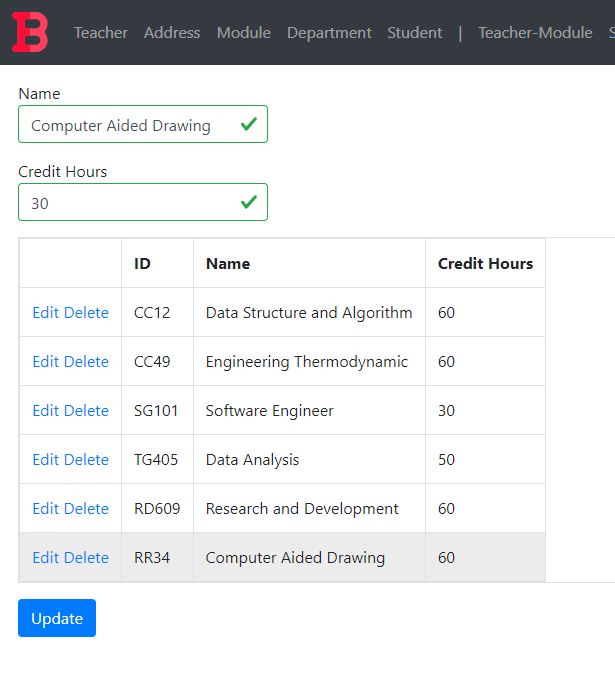 B Teacher Address Module Department Student | Teacher-Module S
Name
Computer Aided Drawing
Credit Hours
30
ID Name Credit Hours
Edit Delete CC12 Data Structure and Algorithm 60
Edit Delete CC49 Engineering Thermodynamic 60
Edit Delete SG101 Software Engineer 30
Edit Delete TG405 Data Analysis 50
Edit Delete RD609 Research and Development 60
Edit Delete RR34 Computer Aided Drawing 60
Update